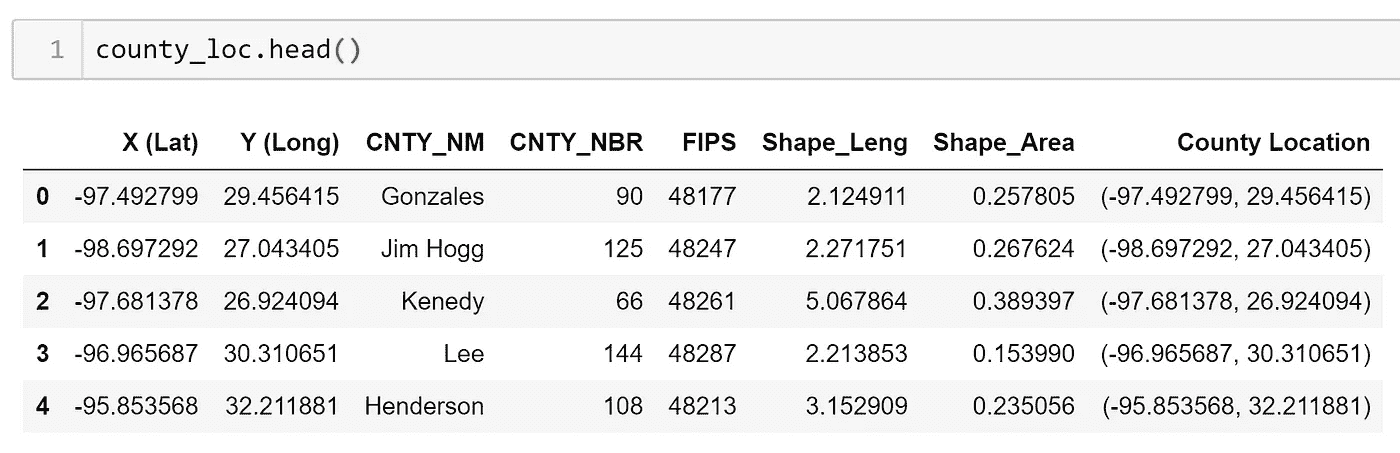 1 county_loc.head()
X (Lat) Y (Long) CNTY_NM CNTY_NBR FIPS Shape_Leng Shape_Area County Location
0 -97.492799 29.456415 Gonzales 90 48177 2.124911 0.257805 (-97.492799, 29.456415)
1 -98.697292 27.043405 Jim Hogg 125 48247 2.271751 0.267624 (-98.697292, 27.043405)
2 -97.681378 26.924094 Kenedy 66 48261 5.067864 0.389397 (-97.681378, 26.924094)
3 -96.965687 30.310651 Lee 144 48287 2.213853 0.153990 (-96.965687, 30.310651)
4 -95.853568 32.211881 Henderson 108 48213 3.152909 0.235056 (-95.853568, 32.211881)